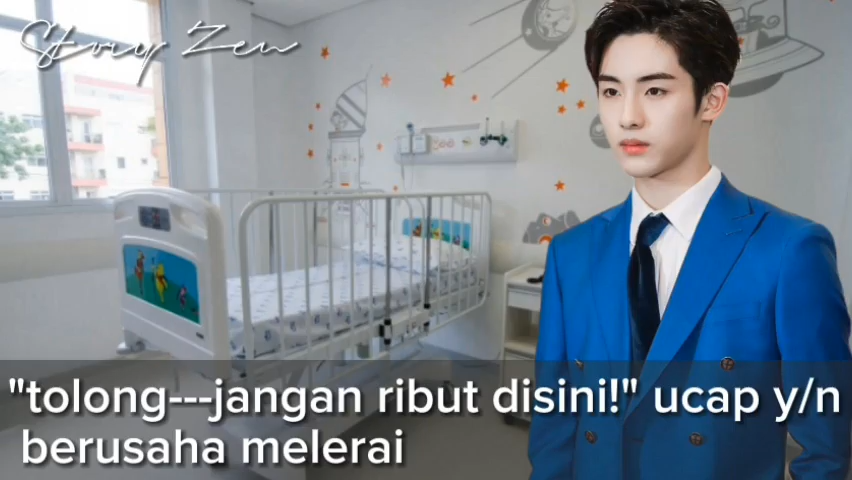 Story Zen
"tolong---jangan ribut disini!" ucap y/n
berusaha melerai